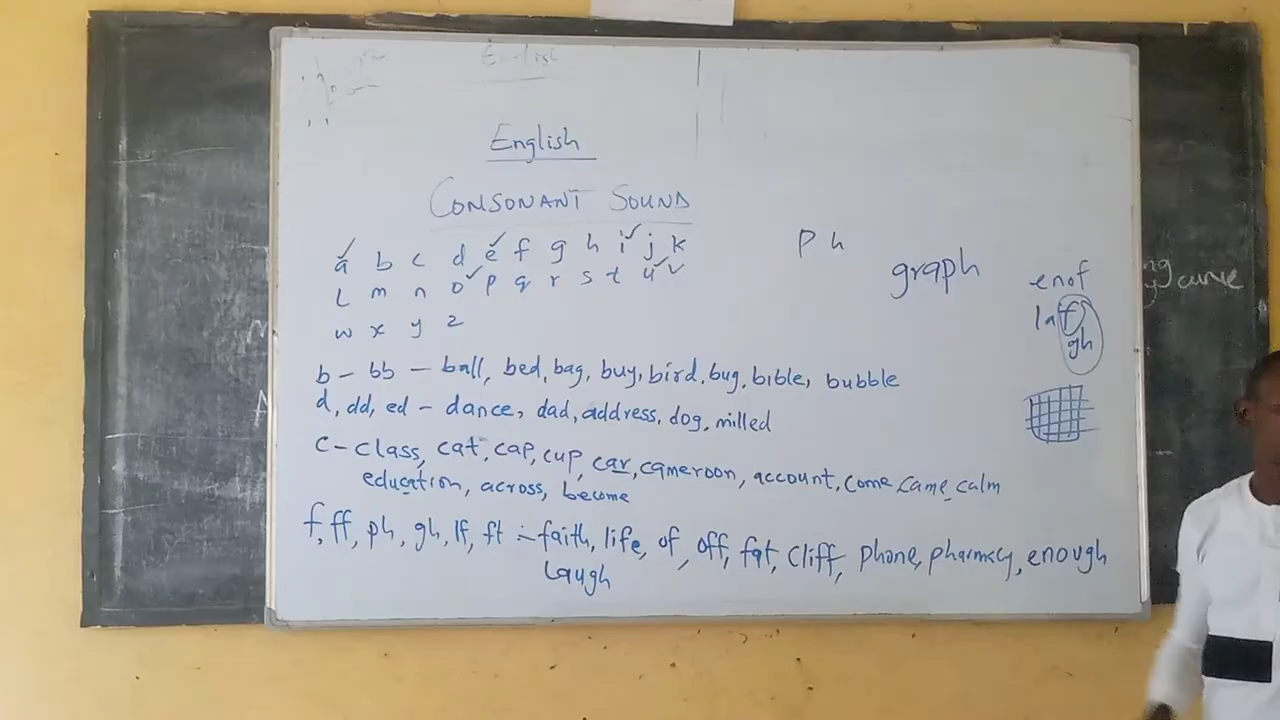 English
English
CONSONANT SOUND
a b c d e f g h i j k
L m n o p q r s t u v
w x y z
b - bb - ball, bed, bag, buy, bird, bug, bible, bubble
d, dd, ed - dance, dad, address, dog, milled
c - class, cat, cap, cup, car, cameroon, account, come came calm
education, across, become
f, ff, ph, gh, lf, ft :- faith, life, of, off, fat, cliff, phone, pharmacy, enough
Laugh
Ph
graph
enof
laf
gh
ng
curve